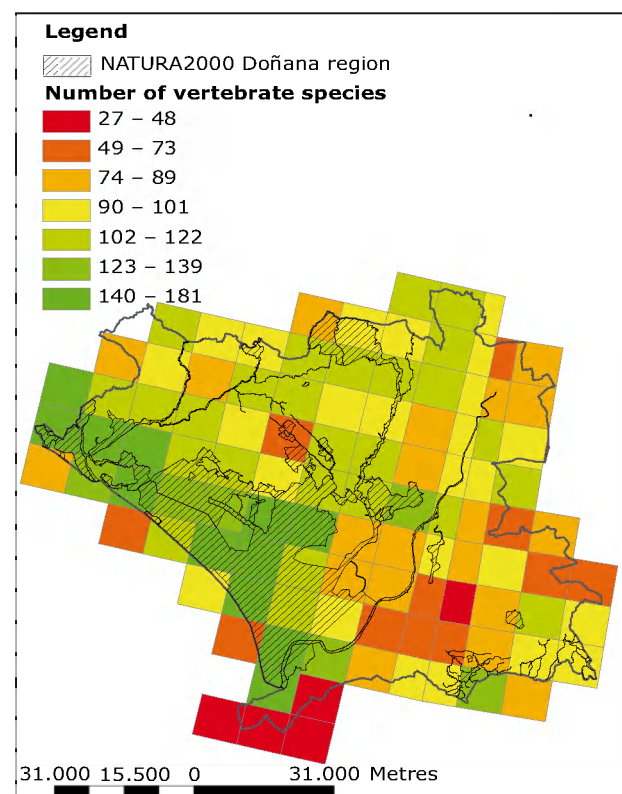 Legend
NATURA2000 Doñana region
Number of vertebrate species
27 – 48
49 – 73
74 – 89
90 – 101
102 – 122
123 – 139
140 – 181
31.000 15.500 0 31.000 Metres